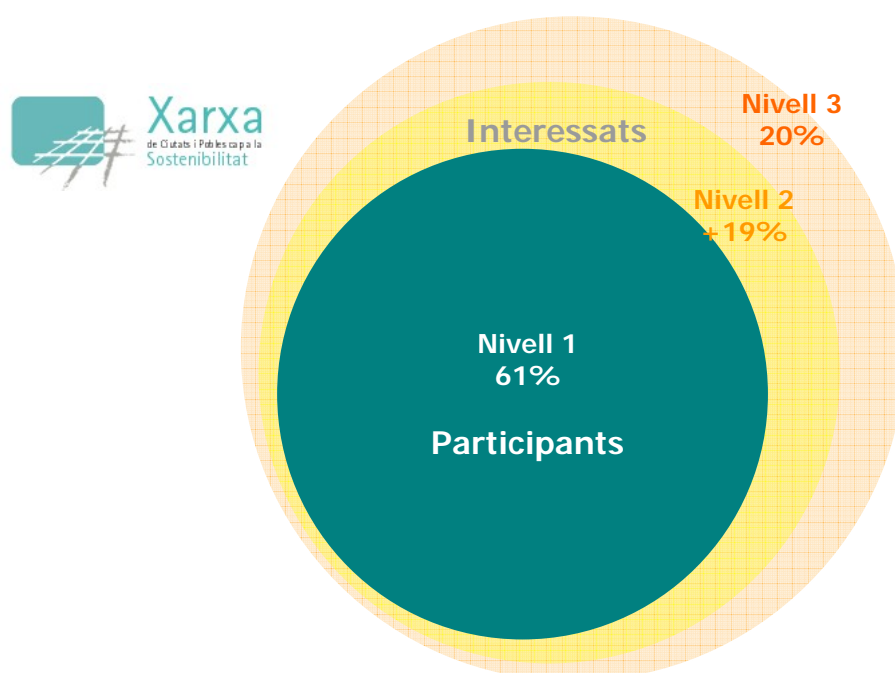 Xarxa
de Ciutats i Pobles cap a la
Sostenibilitat
Interessats
Nivell 3
20%
Nivell 2
+19%
Nivell 1
61%
Participants